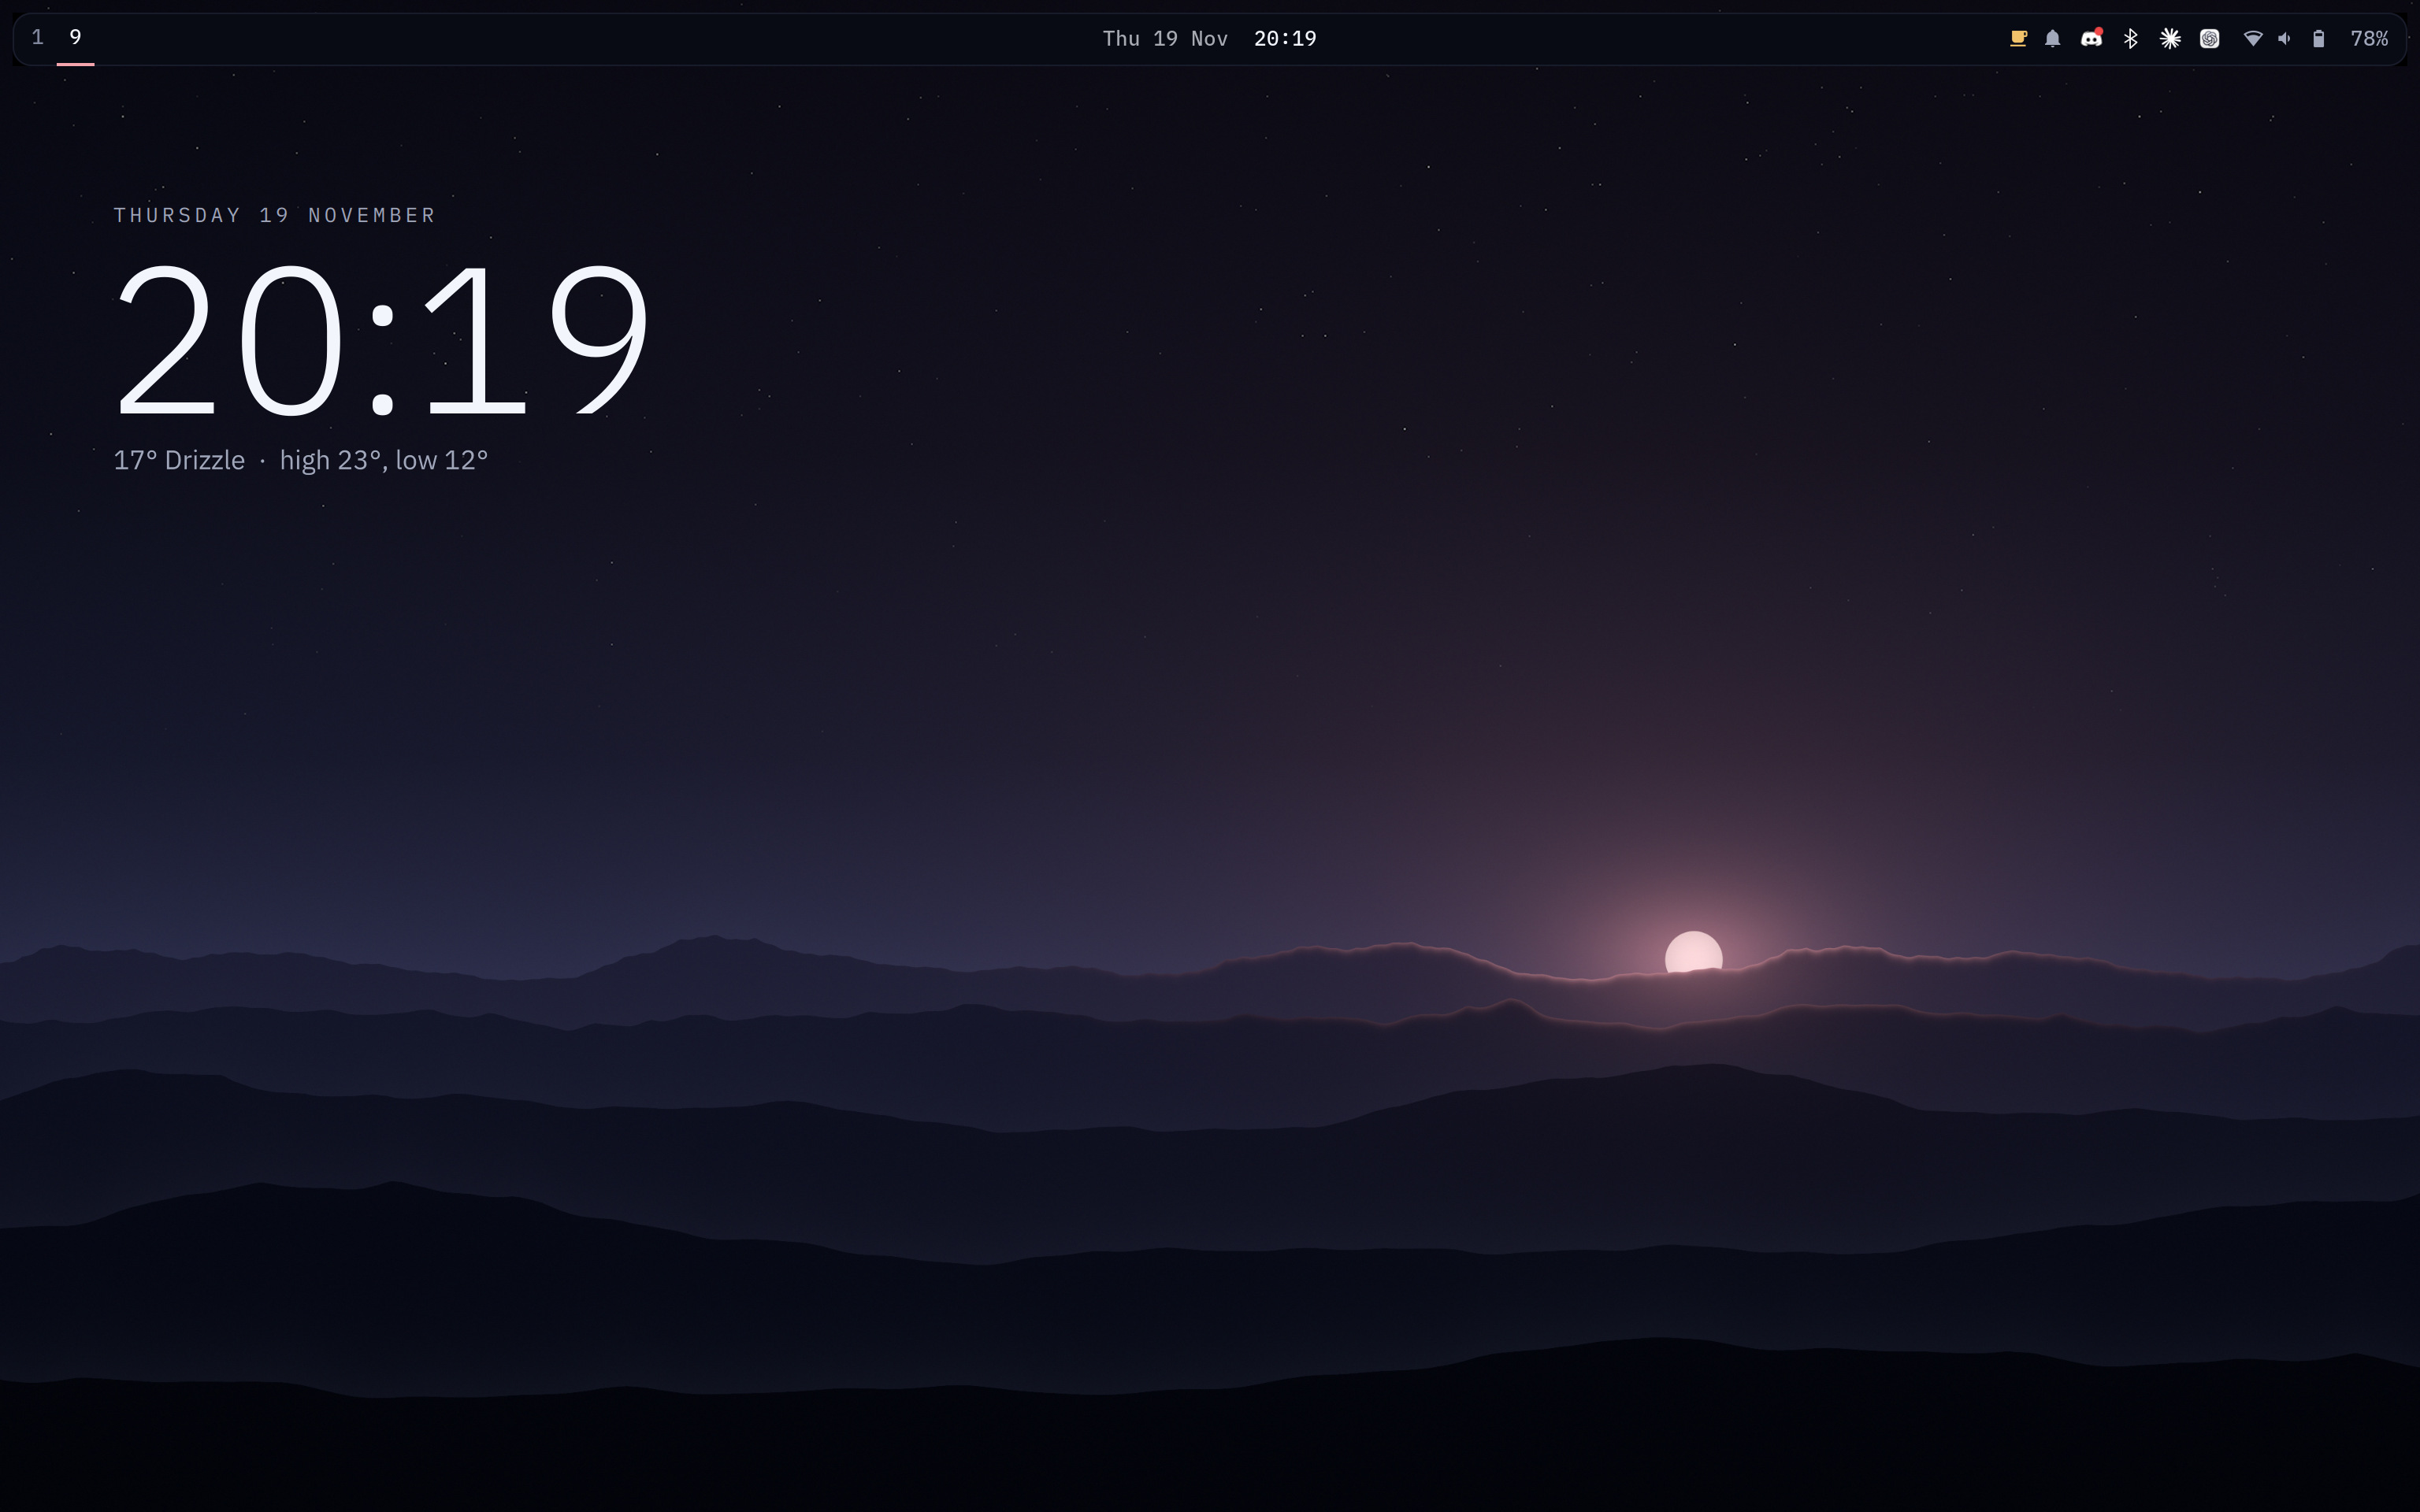 1 9
Thu 19 Nov 20:19
78%
THURSDAY 19 NOVEMBER
20:19
17° Drizzle · high 23°, low 12°